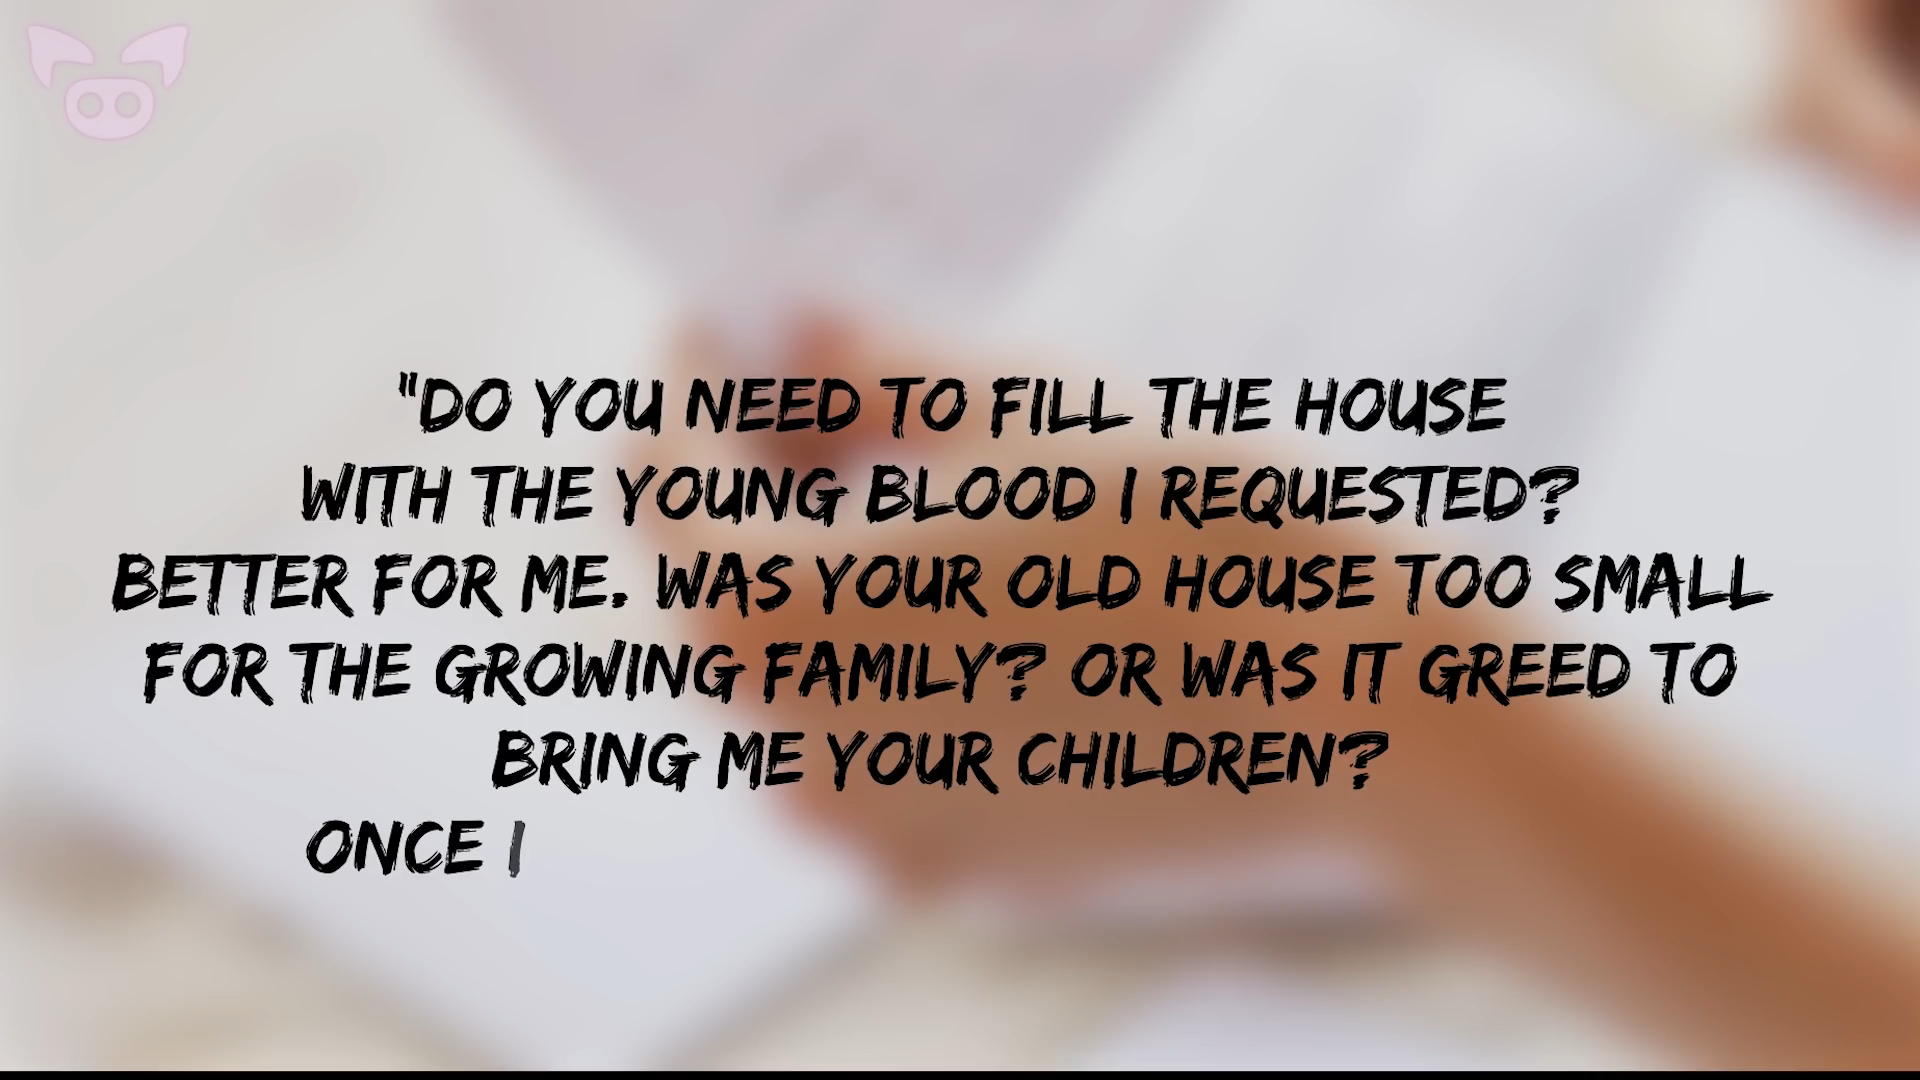 "DO YOU NEED TO FILL THE HOUSE
WITH THE YOUNG BLOOD I REQUESTED?
BETTER FOR ME. WAS YOUR OLD HOUSE TOO SMALL
FOR THE GROWING FAMILY? OR WAS IT GREED TO
BRING ME YOUR CHILDREN?
ONCE I